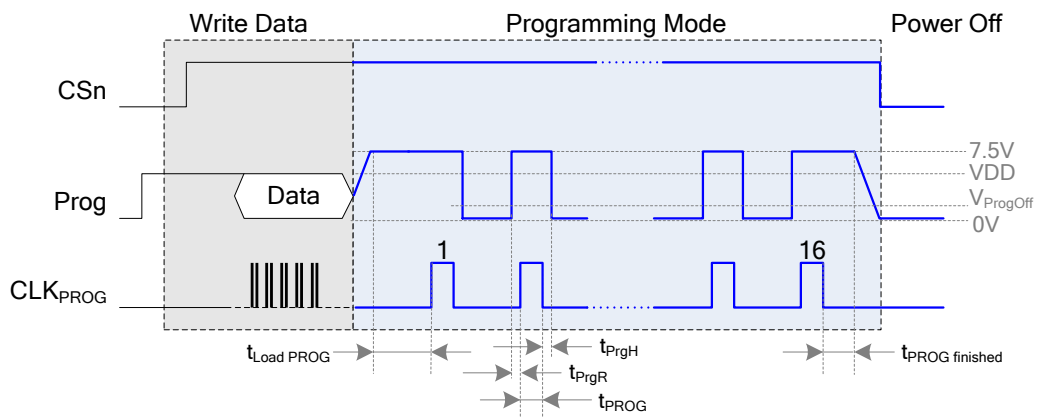 Write Data
Programming Mode
Power Off
CSn
7.5V
VDD
Prog
Data
VProgOff
0V
1
16
CLKPROG
tLoad PROG
tPrgH
tPROG finished
tPrgR
tPROG